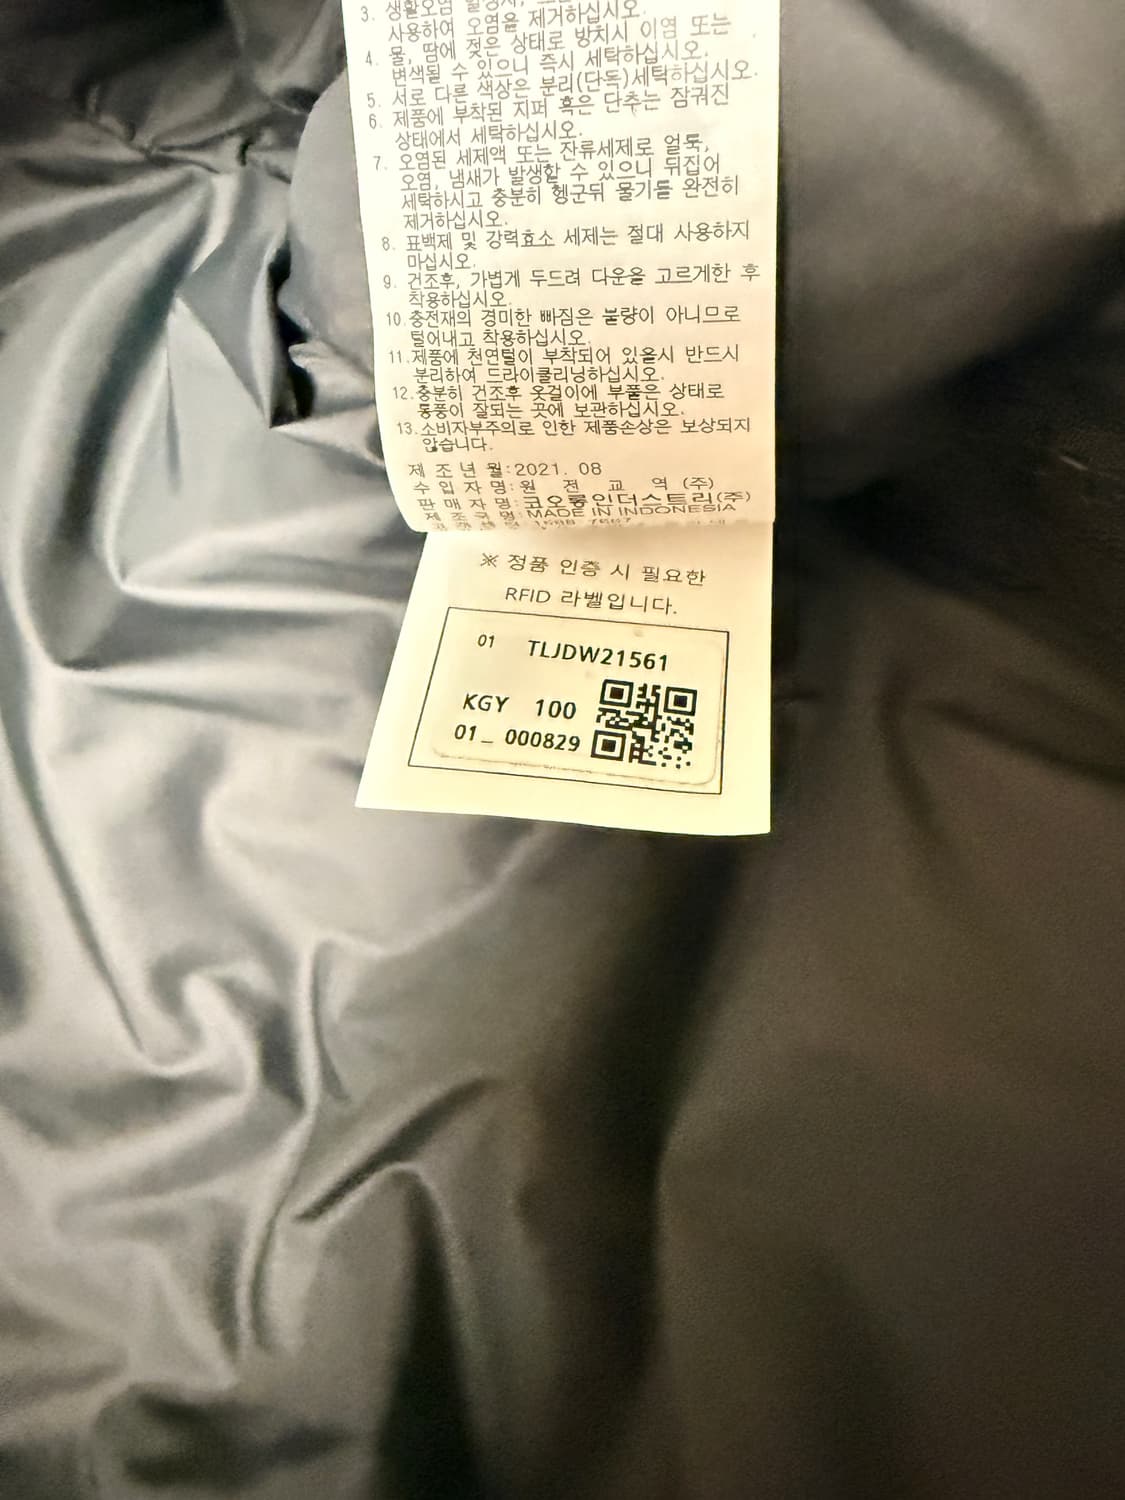 3. 생활오염
사용하여 오염을 제거하십시오.
4. 물, 땀에 젖은 상태로 방치시 이염 또는
변색될 수 있으니 즉시 세탁하십시오.
5. 서로 다른 색상은 분리(단독)세탁하십시오.
6. 제품에 부착된 지퍼 혹은 단추는 잠궈진
상태에서 세탁하십시오.
7. 오염된 세제액 또는 잔류세제로 얼룩,
오염, 냄새가 발생할 수 있으니 뒤집어
세탁하시고 충분히 헹군뒤 물기를 완전히
제거하십시오.
8. 표백제 및 강력효소 세제는 절대 사용하지
마십시오.
9. 건조후, 가볍게 두드려 다운을 고르게한 후
착용하십시오.
10. 충전재의 경미한 빠짐은 불량이 아니므로
털어내고 착용하십시오.
11. 제품에 천연털이 부착되어 있을시 반드시
분리하여 드라이클리닝하십시오.
12. 충분히 건조후 옷걸이에 부풀은 상태로
통풍이 잘되는 곳에 보관하십시오.
13. 소비자부주의로 인한 제품손상은 보상되지
않습니다.
제 조 년 월: 2021. 08
수 입 자 명: 원 전 교 역 (주)
판 매 자 명: 코오롱인더스트리(주)
제 조 국 명: MADE IN INDONESIA
※ 정품 인증 시 필요한
RFID 라벨입니다.
01 TLJDW21561
KGY 100
01_ 000829